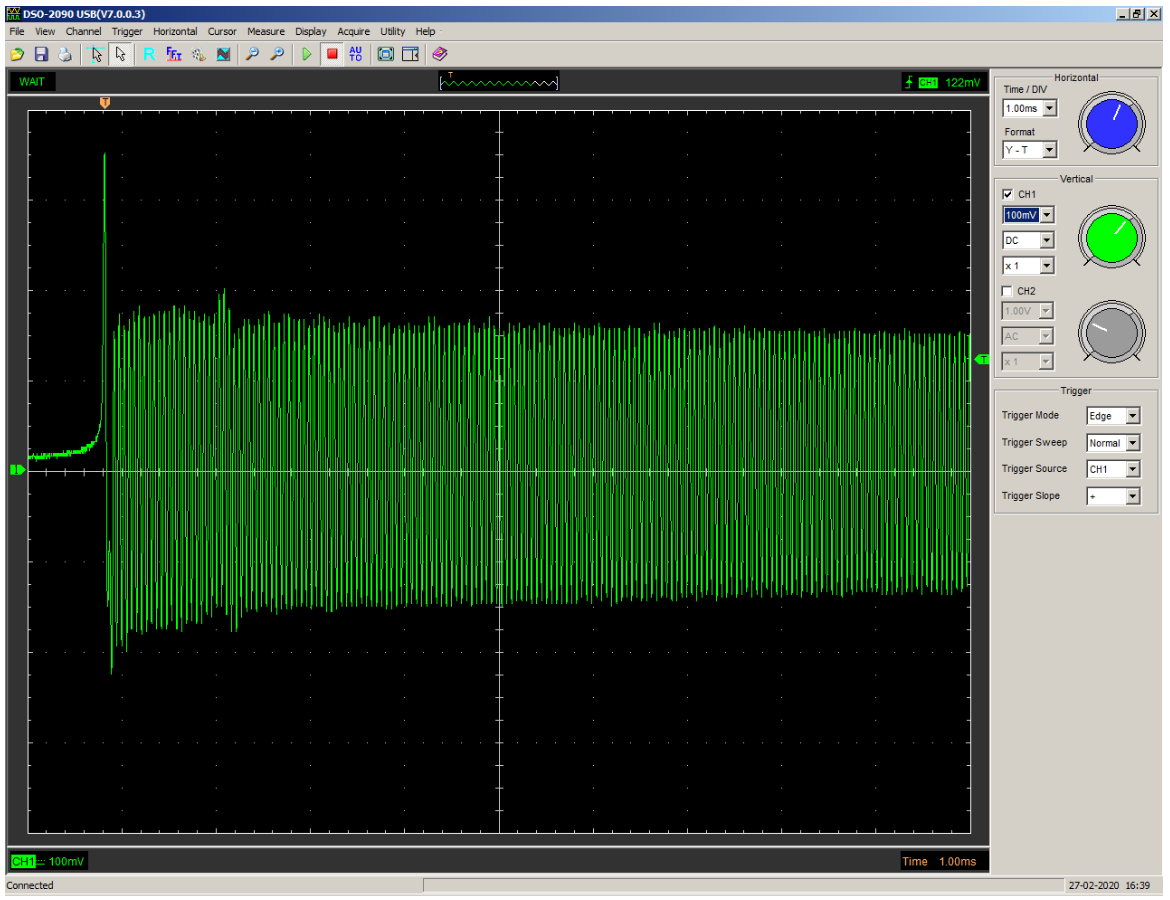 DSO-2090 USB(V7.0.0.3)
File View Channel Trigger Horizontal Cursor Measure Display Acquire Utility Help
R FFT AUTO
WAIT
T
CH1 122mV
T
T
1
CH1 100mV
Time 1.00ms
Connected
27-02-2020 16:39
Horizontal
Time / DIV
1.00ms
Format
Y - T
Vertical
CH1
100mV
DC
x 1
CH2
1.00V
AC
x 1
Trigger
Trigger Mode Edge
Trigger Sweep Normal
Trigger Source CH1
Trigger Slope +